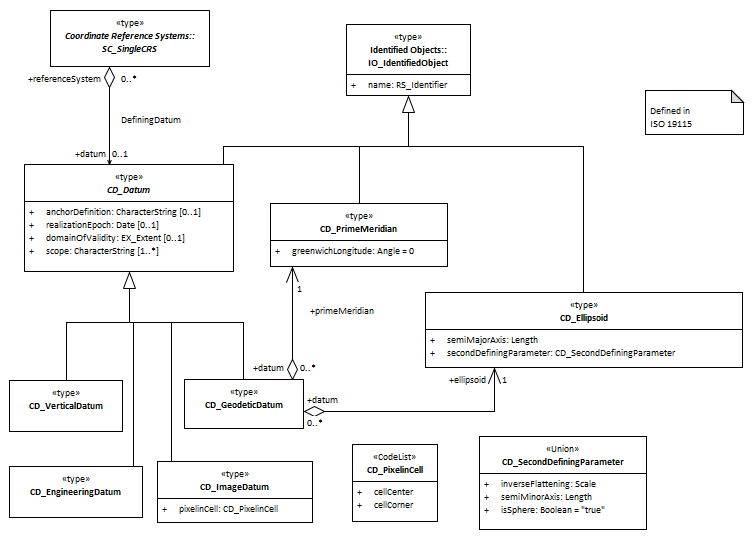 «type»
Coordinate Reference Systems::
SC_SingleCRS
+referenceSystem 0..*
DefiningDatum
+datum 0..1
«type»
Identified Objects::
IO_IdentifiedObject
+ name: RS_Identifier
Defined in
ISO 19115
«type»
CD_Datum
+ anchorDefinition: CharacterString [0..1]
+ realizationEpoch: Date [0..1]
+ domainOfValidity: EX_Extent [0..1]
+ scope: CharacterString [1..*]
«type»
CD_PrimeMeridian
+ greenwichLongitude: Angle = 0
1
+primeMeridian
+datum 0..*
«type»
CD_Ellipsoid
+ semiMajorAxis: Length
+ secondDefiningParameter: CD_SecondDefiningParameter
+ellipsoid 1
«type»
CD_VerticalDatum
«type»
CD_GeodeticDatum
+datum
0..*
«type»
CD_EngineeringDatum
«type»
CD_ImageDatum
+ pixelinCell: CD_PixelinCell
«CodeList»
CD_PixelinCell
+ cellCenter
+ cellCorner
«Union»
CD_SecondDefiningParameter
+ inverseFlattening: Scale
+ semiMinorAxis: Length
+ isSphere: Boolean = "true"